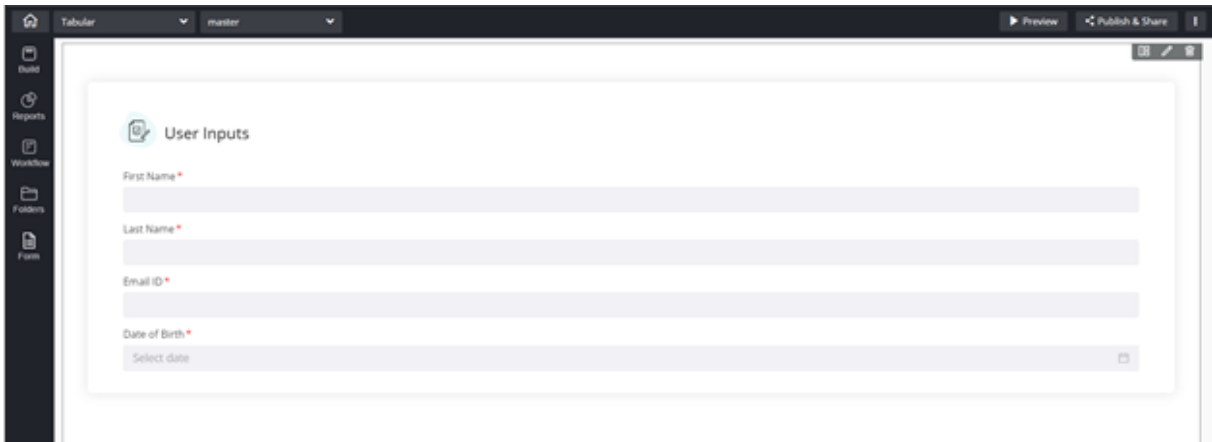 Tabular master Preview Publish & Share
Build
Reports
Workflow
Folders
Form
User Inputs
First Name *
Last Name *
Email ID *
Date of Birth *
Select date